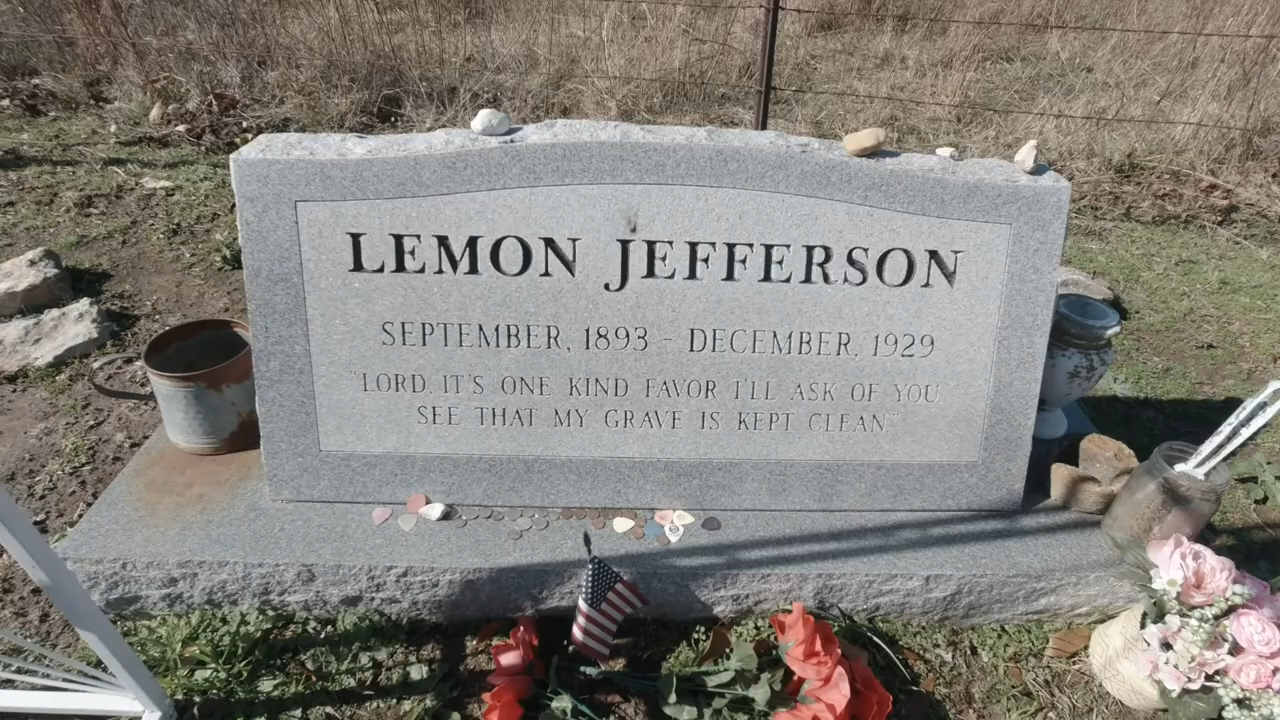 LEMON JEFFERSON
SEPTEMBER, 1893 - DECEMBER, 1929
"LORD, IT'S ONE KIND FAVOR I'LL ASK OF YOU
SEE THAT MY GRAVE IS KEPT CLEAN"